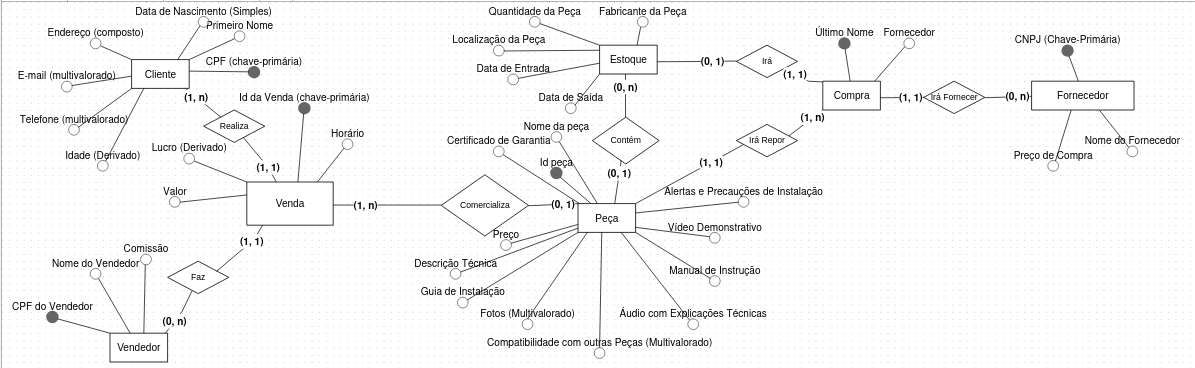 Data de Nascimento (Simples)
Endereço (composto)
Primeiro Nome
Cliente
CPF (chave-primária)
E-mail (multivalorado)
Telefone (multivalorado)
Idade (Derivado)
(1, n)
Realiza
(1, 1)
Id da Venda (chave-primária)
Horário
Lucro (Derivado)
Valor
Venda
(1, 1)
Faz
(0, n)
Comissão
Nome do Vendedor
CPF do Vendedor
Vendedor
(1, n)
Comercializa
(0, 1)
Quantidade da Peça
Fabricante da Peça
Localização da Peça
Estoque
Data de Entrada
Data de Saída
(0, n)
Contém
(0, 1)
Nome da peça
Certificado de Garantia
Id peça
Peça
Preço
Descrição Técnica
Guia de Instalação
Fotos (Multivalorado)
Compatibilidade com outras Peças (Multivalorado)
Áudio com Explicações Técnicas
Manual de Instrução
Vídeo Demonstrativo
Alertas e Precauções de Instalação
(1, 1)
Irá Repor
(1, n)
(0, 1)
Irá
(1, 1)
Último Nome
Fornecedor
Compra
(1, 1)
Irá Fornecer
(0, n)
CNPJ (Chave-Primária)
Fornecedor
Nome do Fornecedor
Preço de Compra